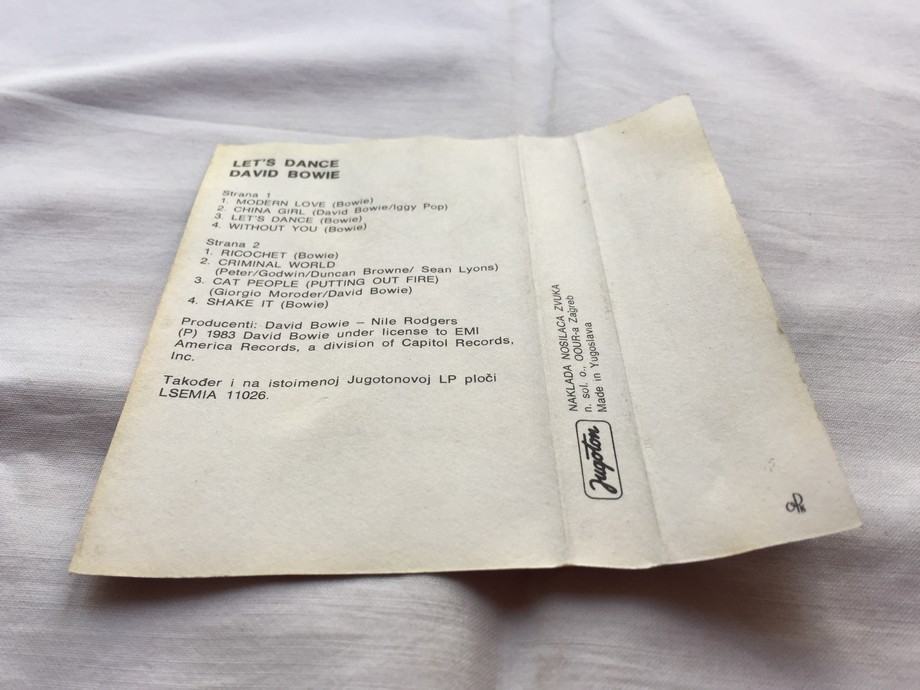 LET'S DANCE
DAVID BOWIE
Strana 1
1. MODERN LOVE (Bowie)
2. CHINA GIRL (David Bowie/Iggy Pop)
3. LET'S DANCE (Bowie)
4. WITHOUT YOU (Bowie)
Strana 2
1. RICOCHET (Bowie)
2. CRIMINAL WORLD
(Peter/Godwin/Duncan Browne/ Sean Lyons)
3. CAT PEOPLE (PUTTING OUT FIRE)
(Giorgio Moroder/David Bowie)
4. SHAKE IT (Bowie)
Producenti: David Bowie – Nile Rodgers
(P) 1983 David Bowie under license to EMI
America Records, a division of Capitol Records,
Inc.
Također i na istoimenoj Jugotonovoj LP ploči
LSEMIA 11026.
Jugoton
NAKLADA NOSILACA ZVUKA
n. sol. o., OOUR-a Zagreb
Made in Yugoslavia